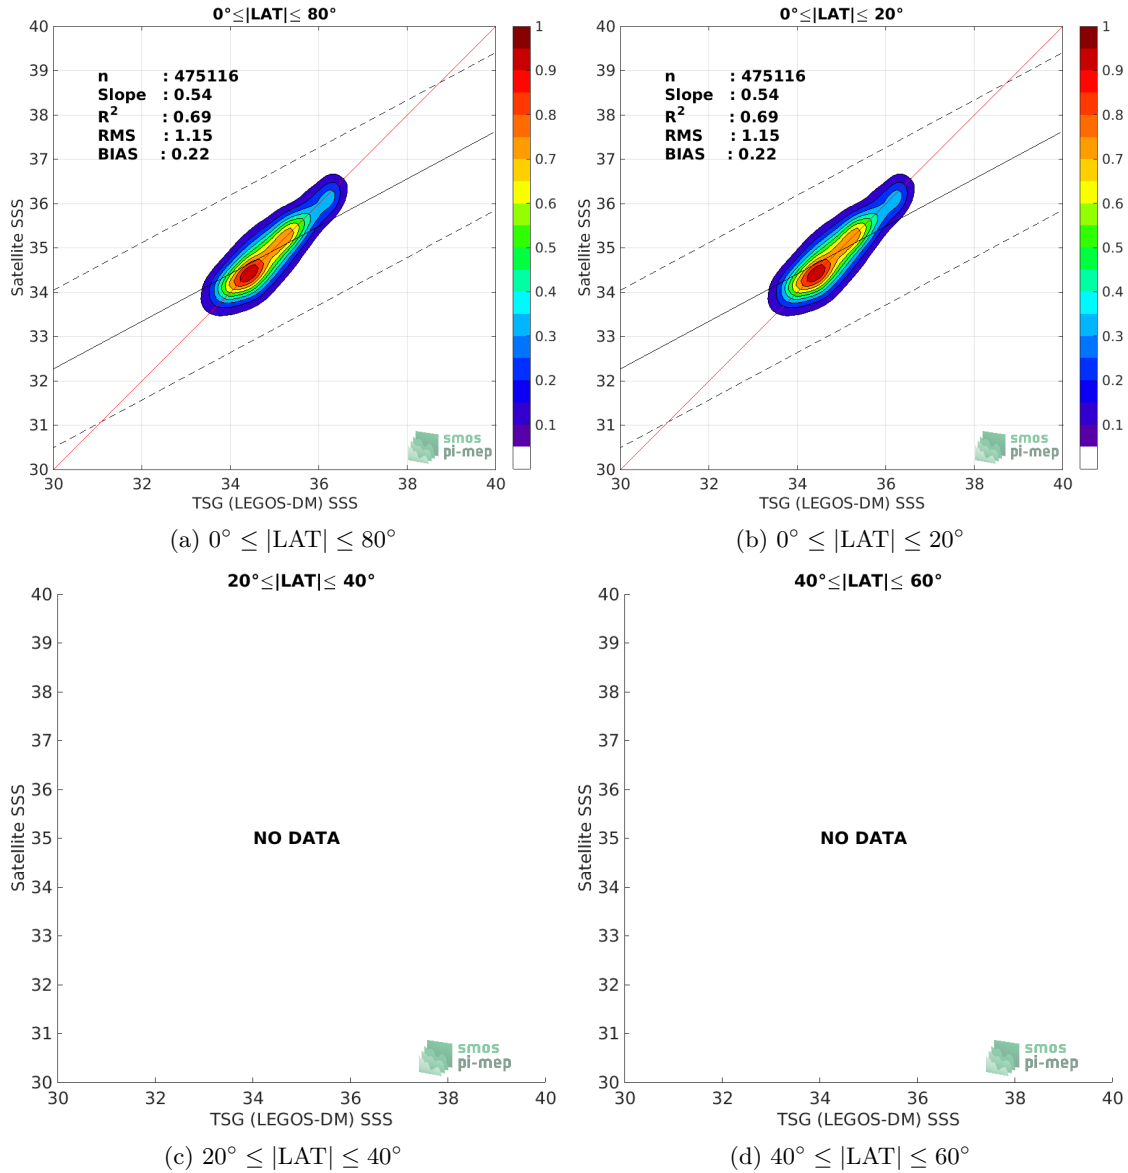 0°≤|LAT|≤ 80°
n : 475116
Slope : 0.54
R² : 0.69
RMS : 1.15
BIAS : 0.22
Satellite SSS
40
39
38
37
36
35
34
33
32
31
30
30 32 34 36 38 40
TSG (LEGOS-DM) SSS
1
0.9
0.8
0.7
0.6
0.5
0.4
0.3
0.2
0.1
smos
pi-mep
(a) 0° ≤ |LAT| ≤ 80°
0°≤|LAT|≤ 20°
n : 475116
Slope : 0.54
R² : 0.69
RMS : 1.15
BIAS : 0.22
Satellite SSS
40
39
38
37
36
35
34
33
32
31
30
30 32 34 36 38 40
TSG (LEGOS-DM) SSS
1
0.9
0.8
0.7
0.6
0.5
0.4
0.3
0.2
0.1
smos
pi-mep
(b) 0° ≤ |LAT| ≤ 20°
20°≤|LAT|≤ 40°
Satellite SSS
40
39
38
37
36
35
34
33
32
31
30
NO DATA
smos
pi-mep
30 32 34 36 38 40
TSG (LEGOS-DM) SSS
(c) 20° ≤ |LAT| ≤ 40°
40°≤|LAT|≤ 60°
Satellite SSS
40
39
38
37
36
35
34
33
32
31
30
NO DATA
smos
pi-mep
30 32 34 36 38 40
TSG (LEGOS-DM) SSS
(d) 40° ≤ |LAT| ≤ 60°